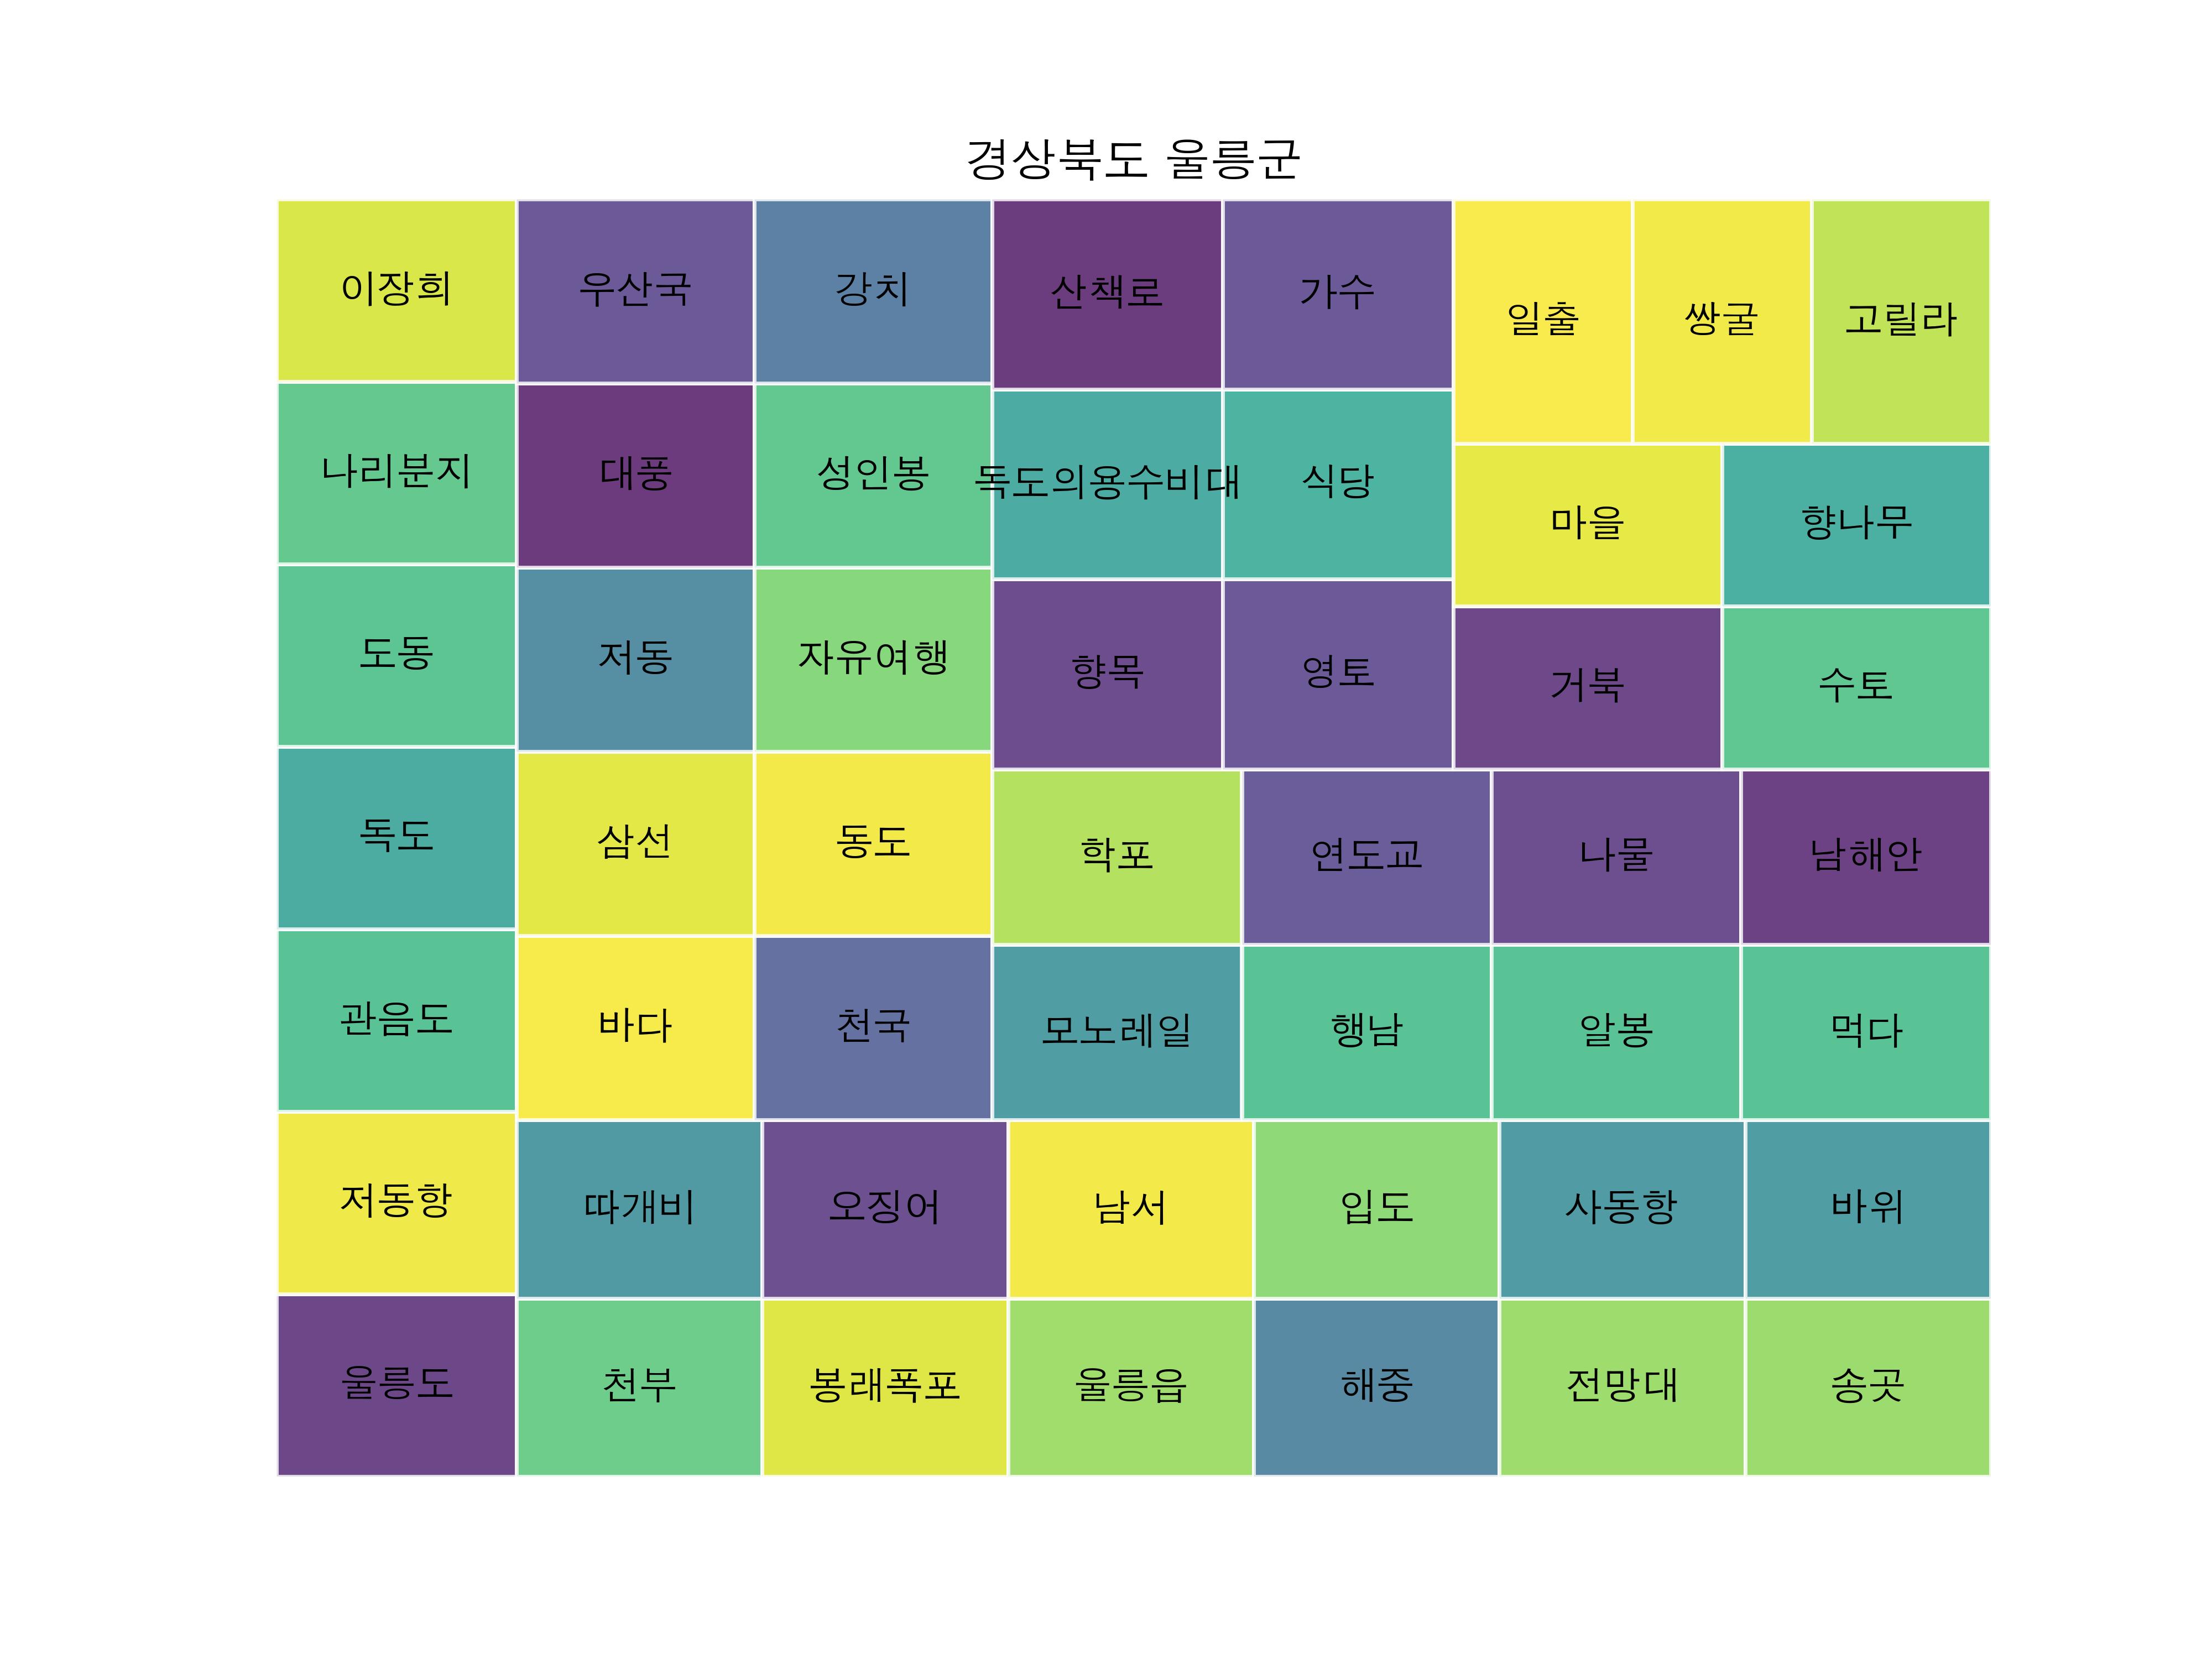 경상북도 울릉군
이장희 우산국 강치 산책로 가수 일출 쌍굴 고릴라
나리분지 대풍 성인봉 독도의용수비대 식당 마을 향나무
도동 저동 자유여행 향목 영토 거북 수토
독도 삼선 동도 학포 연도교 나물 남해안
관음도 바다 천국 모노레일 행남 알봉 먹다
저동항 따개비 오징어 남서 입도 사동항 바위
울릉도 천부 봉래폭포 울릉읍 해중 전망대 송곳